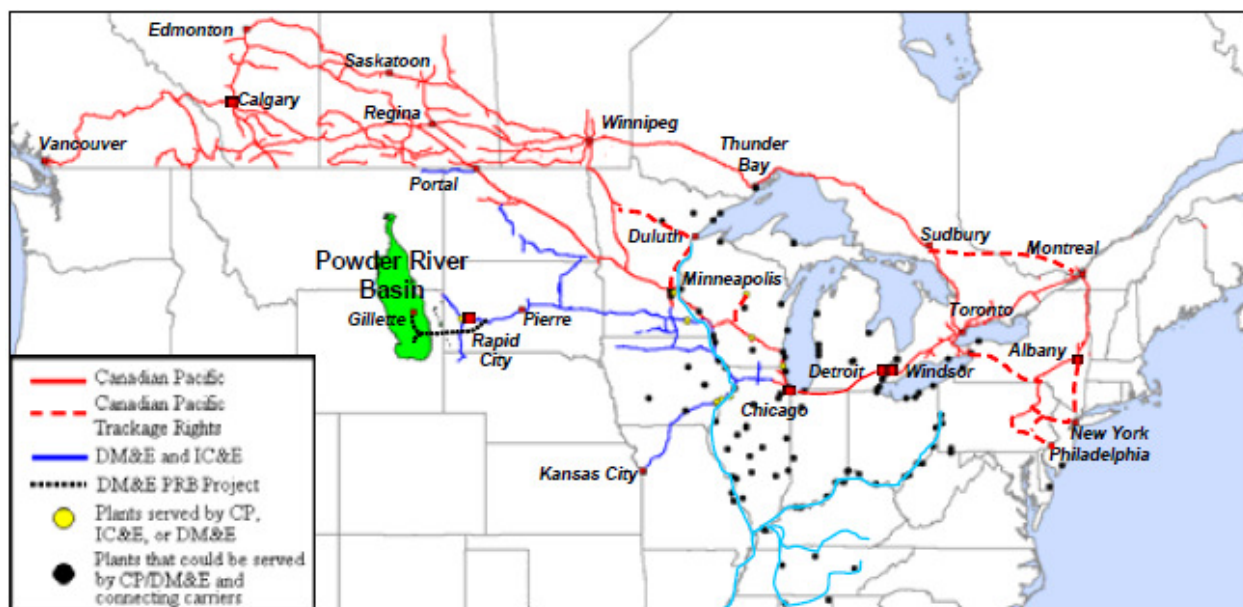 Edmonton
Saskatoon
Calgary
Regina
Winnipeg
Vancouver
Thunder
Bay
Portal
Duluth
Sudbury
Montreal
Powder River
Basin
Minneapolis
Gillette
Pierre
Toronto
Rapid
City
Albany
Detroit
Windsor
Chicago
New York
Philadelphia
Kansas City
Canadian Pacific
Canadian Pacific
Trackage Rights
DM&E and IC&E
DM&E PRB Project
Plants served by CP,
IC&E, or DM&E
Plants that could be served
by CP/DM&E and
connecting carriers